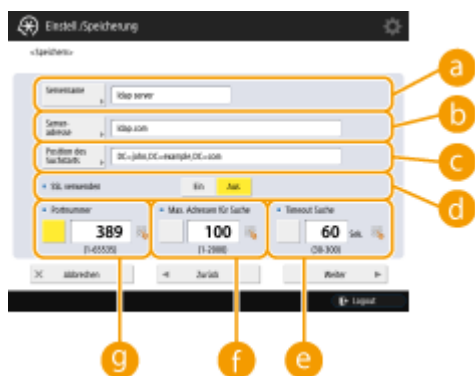 Einstell./Speicherung
<Speichern>
Servername
ldap server
a
Server-
adresse
ldap.com
b
Position des
Suchstarts
DC=john,DC=example,DC=com
c
SSL verwenden
Ein
Aus
d
Portnummer
Max. Adressen für Suche
Timeout Suche
389
100
60 Sek.
(1-65535)
(1-2000)
(30-300)
Abbrechen
Zurück
Weiter
Logout
g
f
e